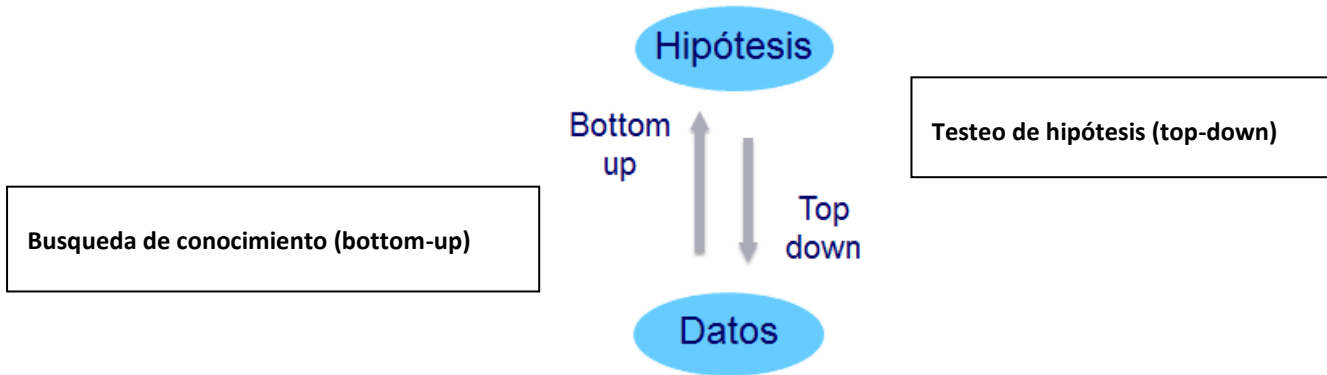 Hipótesis
Bottom
up
Testeo de hipótesis (top-down)
Top
down
Busqueda de conocimiento (bottom-up)
Datos